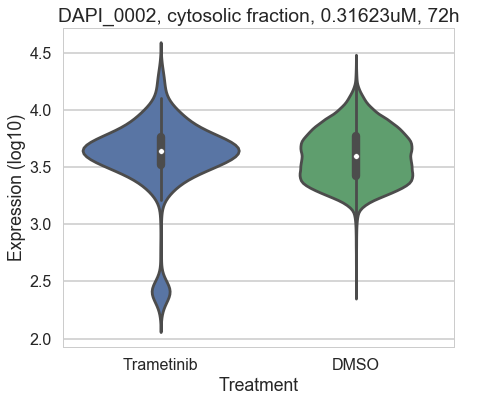 DAPI_0002, cytosolic fraction, 0.31623uM, 72h
4.5
4.0
3.5
3.0
2.5
2.0
Expression (log10)
Trametinib
DMSO
Treatment